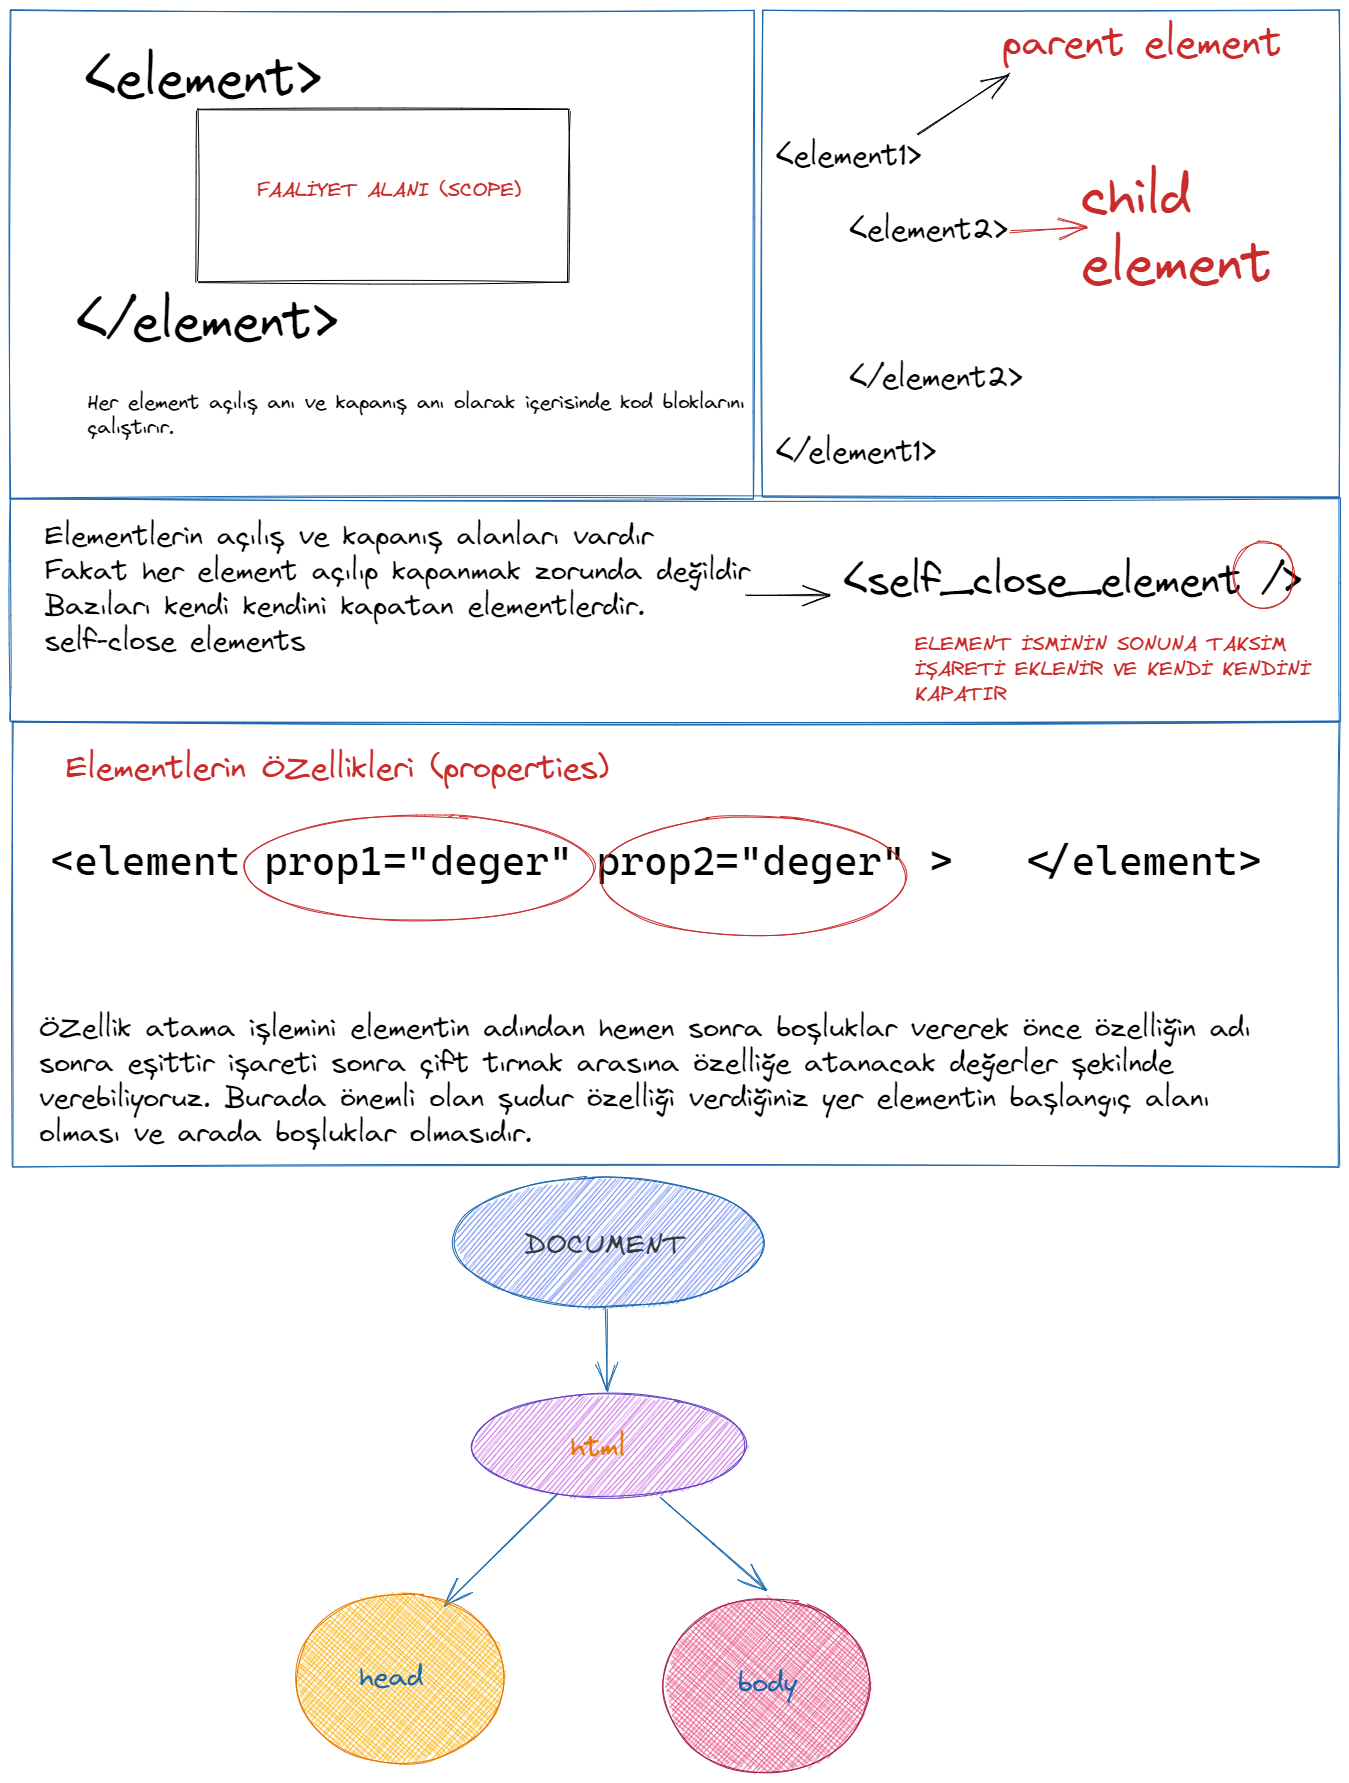 <element>
FAALİYET ALANI (SCOPE)
</element>
Her element açılış anı ve kapanış anı olarak içerisinde kod bloklarını
çalıştırır.
parent element
<element1>
child
element
<element2>
</element2>
</element1>
Elementlerin açılış ve kapanış alanları vardır
Fakat her element açılıp kapanmak zorunda değildir
Bazıları kendi kendini kapatan elementlerdir.
self-close elements
<self_close_element />
ELEMENT İSMİNİN SONUNA TAKSİM
İŞARETİ EKLENİR VE KENDİ KENDİNİ
KAPATIR
Elementlerin ÖZellikleri (properties)
<element prop1="deger" prop2="deger" >   </element>
ÖZellik atama işlemini elementin adından hemen sonra boşluklar vererek önce özelliğin adı
sonra eşittir işareti sonra çift tırnak arasına özelliğe atanacak değerler şekilnde
verebiliyoruz. Burada önemli olan şudur özelliği verdiğiniz yer elementin başlangıç alanı
olması ve arada boşluklar olmasıdır.
DOCUMENT
html
head
body